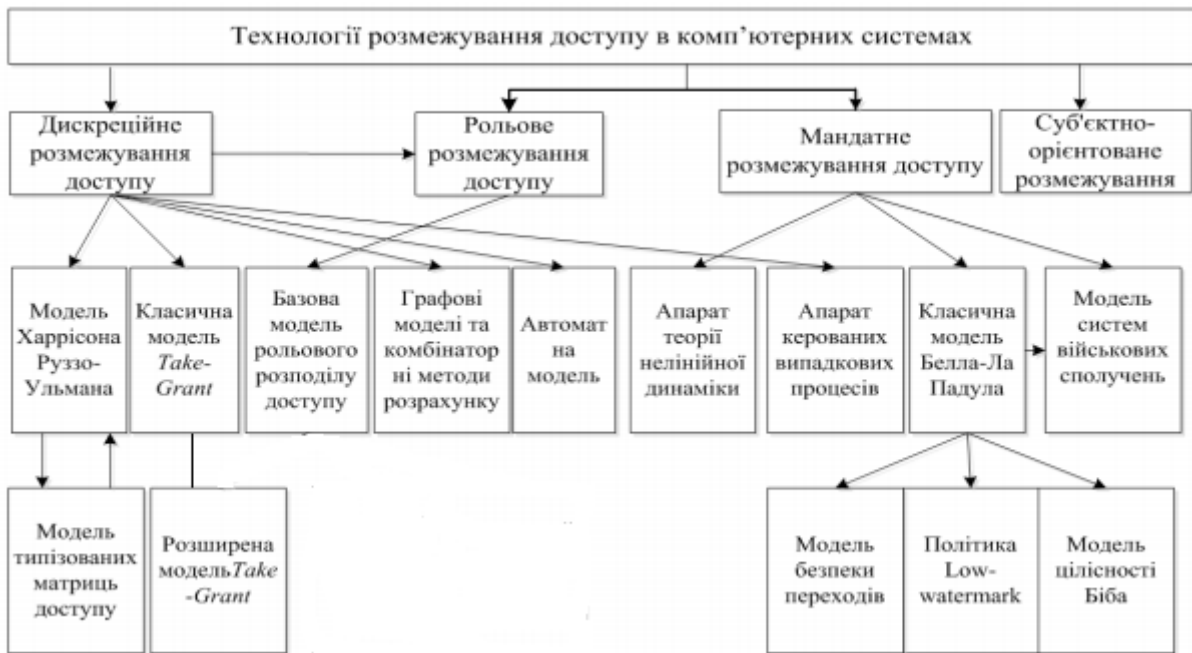 Технології розмежування доступу в комп’ютерних системах
Дискреційне
розмежування
доступу
Рольове
розмежування
доступу
Мандатне
розмежування доступу
Суб'єктно-
орієнтоване
розмежування
Модель
Харрісона
Руззо-
Ульмана
Класична
модель
Take-
Grant
Базова
модель
рольового
розподілу
доступу
Графові
моделі та
комбінатор
ні методи
розрахунку
Автомат
на
модель
Апарат
теорії
нелінійної
динаміки
Апарат
керованих
випадкових
процесів
Класична
модель
Белла-Ла
Падула
Модель
систем
військових
сполучень
Модель
типізованих
матриць
доступу
Розширена
модельTake
-Grant
Модель
безпеки
переходів
Політика
Low-
watermark
Модель
цілісності
Біба